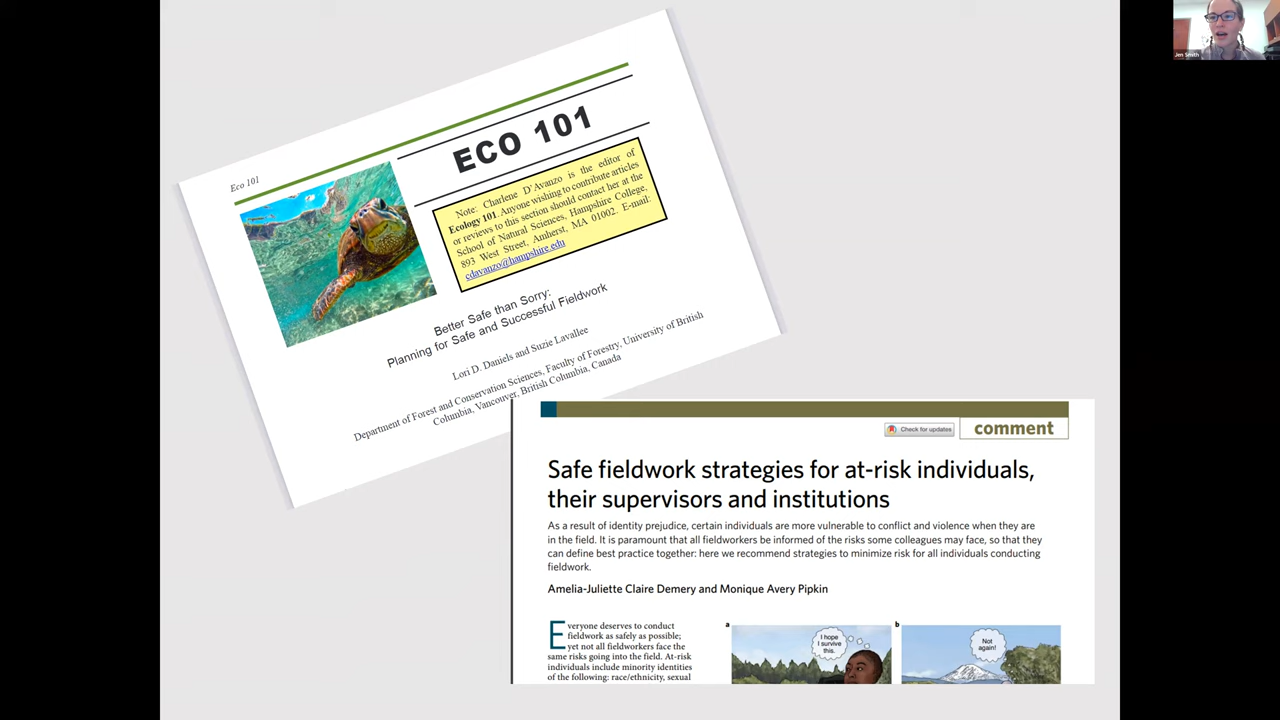 Eco 101
ECO 101
Note: Charlene D'Avanzo is the editor of
Ecology 101. Anyone wishing to contribute articles
or reviews to this section should contact her at the
School of Natural Sciences, Hampshire College,
893 West Street, Amherst, MA 01002. E-mail:
cdavanzo@hampshire.edu
Better Safe than Sorry:
Planning for Safe and Successful Fieldwork
Lori D. Daniels and Suzie Lavallee
Department of Forest and Conservation Sciences, Faculty of Forestry, University of British
Columbia, Vancouver, British Columbia, Canada
Check for updates
comment
Safe fieldwork strategies for at-risk individuals,
their supervisors and institutions
As a result of identity prejudice, certain individuals are more vulnerable to conflict and violence when they are
in the field. It is paramount that all fieldworkers be informed of the risks some colleagues may face, so that they
can define best practice together: here we recommend strategies to minimize risk for all individuals conducting
fieldwork.
Amelia-Juliette Claire Demery and Monique Avery Pipkin
Everyone deserves to conduct
fieldwork as safely as possible;
yet not all fieldworkers face the
same risks going into the field. At-risk
individuals include minority identities
of the following: race/ethnicity, sexual
a
I hope
I survive
this.
b
Not
again!
Jen Smith